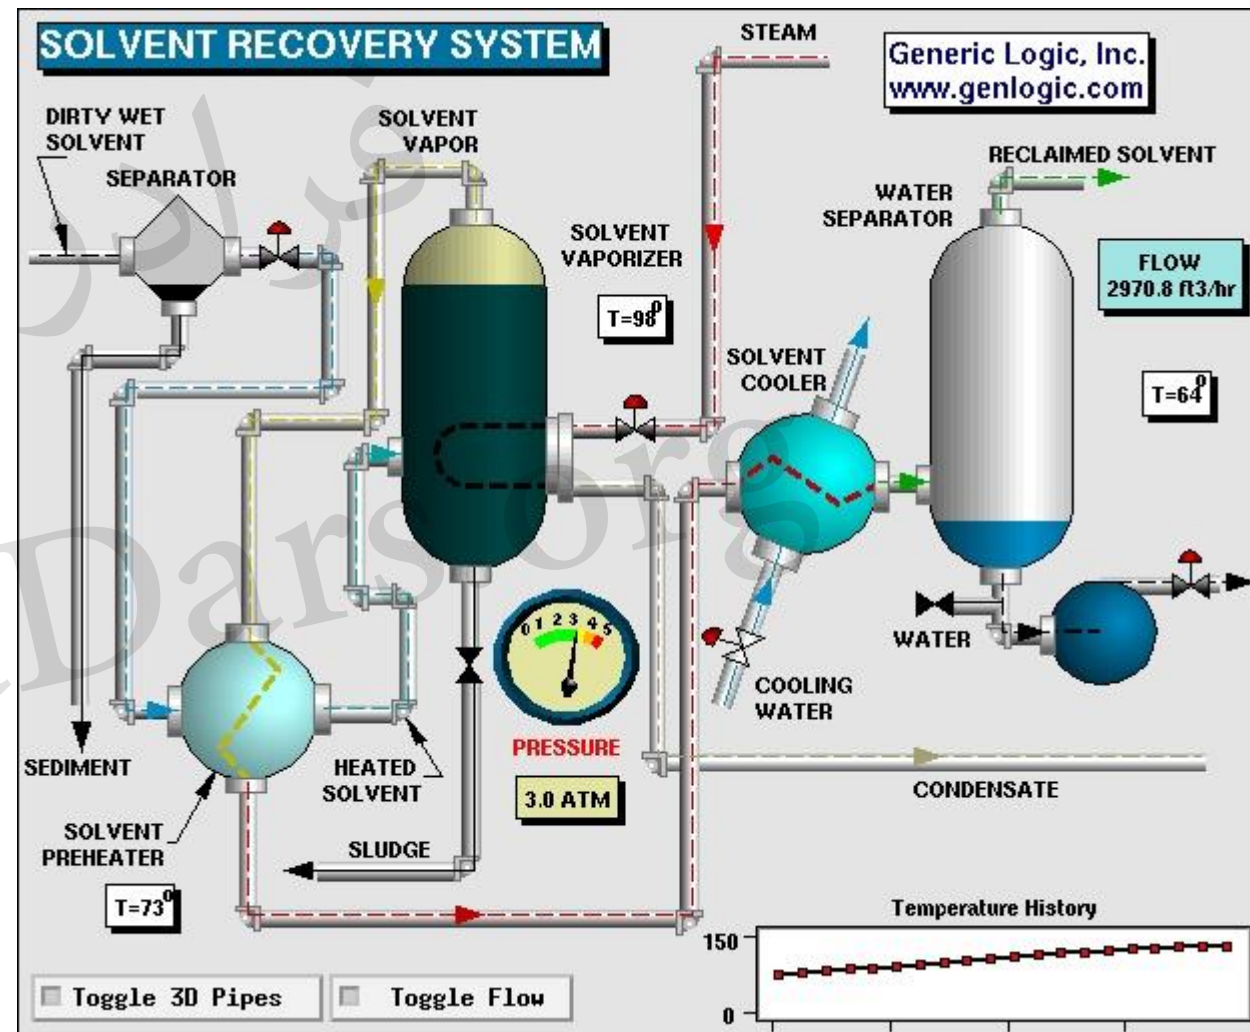 SOLVENT RECOVERY SYSTEM
STEAM
Generic Logic, Inc.
www.genlogic.com
DIRTY WET
SOLVENT
SEPARATOR
SOLVENT
VAPOR
SOLVENT
VAPORIZER
T=98°
RECLAIMED SOLVENT
WATER
SEPARATOR
FLOW
2970.8 ft3/hr
T=64°
SOLVENT
COOLER
0 1 2 3 4 5
PRESSURE
3.0 ATM
COOLING
WATER
WATER
CONDENSATE
SEDIMENT
HEATED
SOLVENT
SOLVENT
PREHEATER
T=73°
SLUDGE
Temperature History
150
0
Toggle 3D Pipes
Toggle Flow